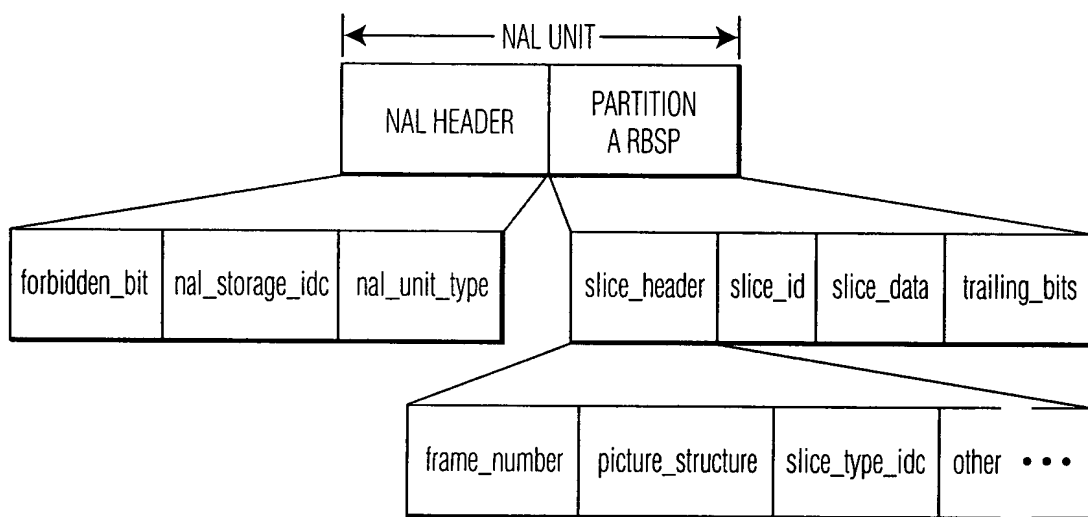 NAL UNIT
NAL HEADER
PARTITION
A RBSP
forbidden_bit nal_storage_idc nal_unit_type
slice_header slice_id slice_data trailing_bits
frame_number picture_structure slice_type_idc other •••